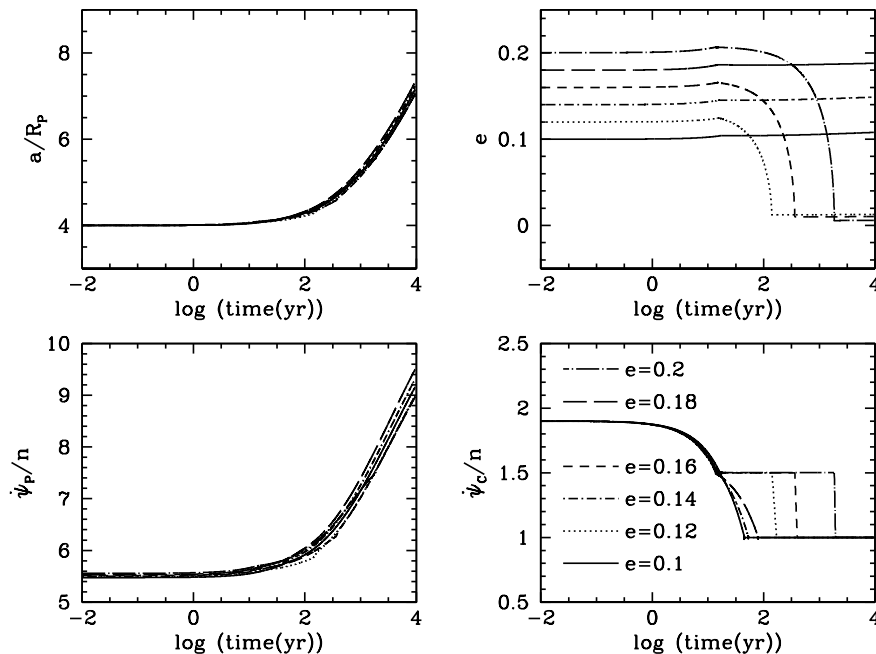 8
6
4
a/R_P
-2 0 2 4
log (time(yr))
0.2
0.1
0
e
-2 0 2 4
log (time(yr))
10
9
8
7
6
5
ψ̇_P/n
-2 0 2 4
log (time(yr))
2.5
2
1.5
1
0.5
ψ̇_C/n
e=0.2
e=0.18
e=0.16
e=0.14
e=0.12
e=0.1
-2 0 2 4
log (time(yr))